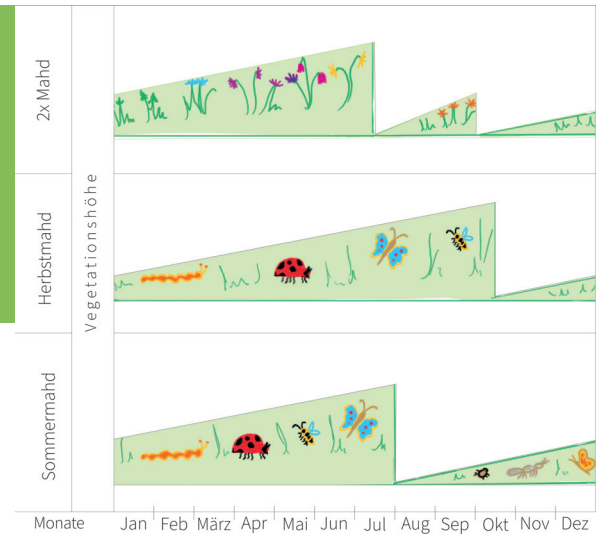 2x Mahd
Herbstmahd
Sommermahd
Vegetationshöhe
Monate Jan Feb März Apr Mai Jun Jul Aug Sep Okt Nov Dez